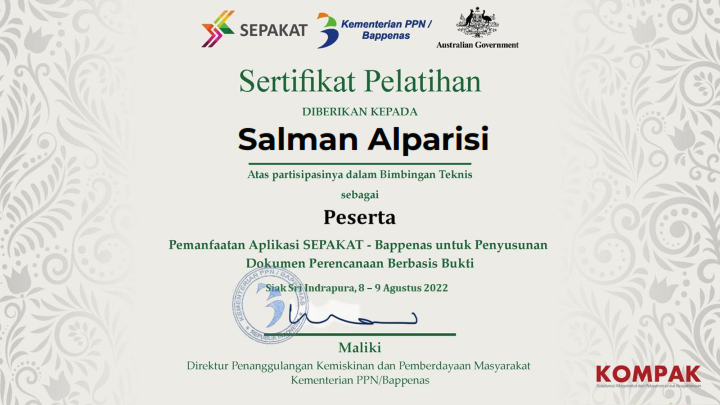 SEPAKAT
Kementerian PPN /
Bappenas
Australian Government
Sertifikat Pelatihan
DIBERIKAN KEPADA
Salman Alparisi
Atas partisipasinya dalam Bimbingan Teknis
sebagai
Peserta
Pemanfaatan Aplikasi SEPAKAT - Bappenas untuk Penyusunan
Dokumen Perencanaan Berbasis Bukti
Siak Sri Indrapura, 8 – 9 Agustus 2022
KEMENTERIAN PPN / BAPPENAS
REPUBLIK INDONESIA
Maliki
Direktur Penanggulangan Kemiskinan dan Pemberdayaan Masyarakat
Kementerian PPN/Bappenas
KOMPAK